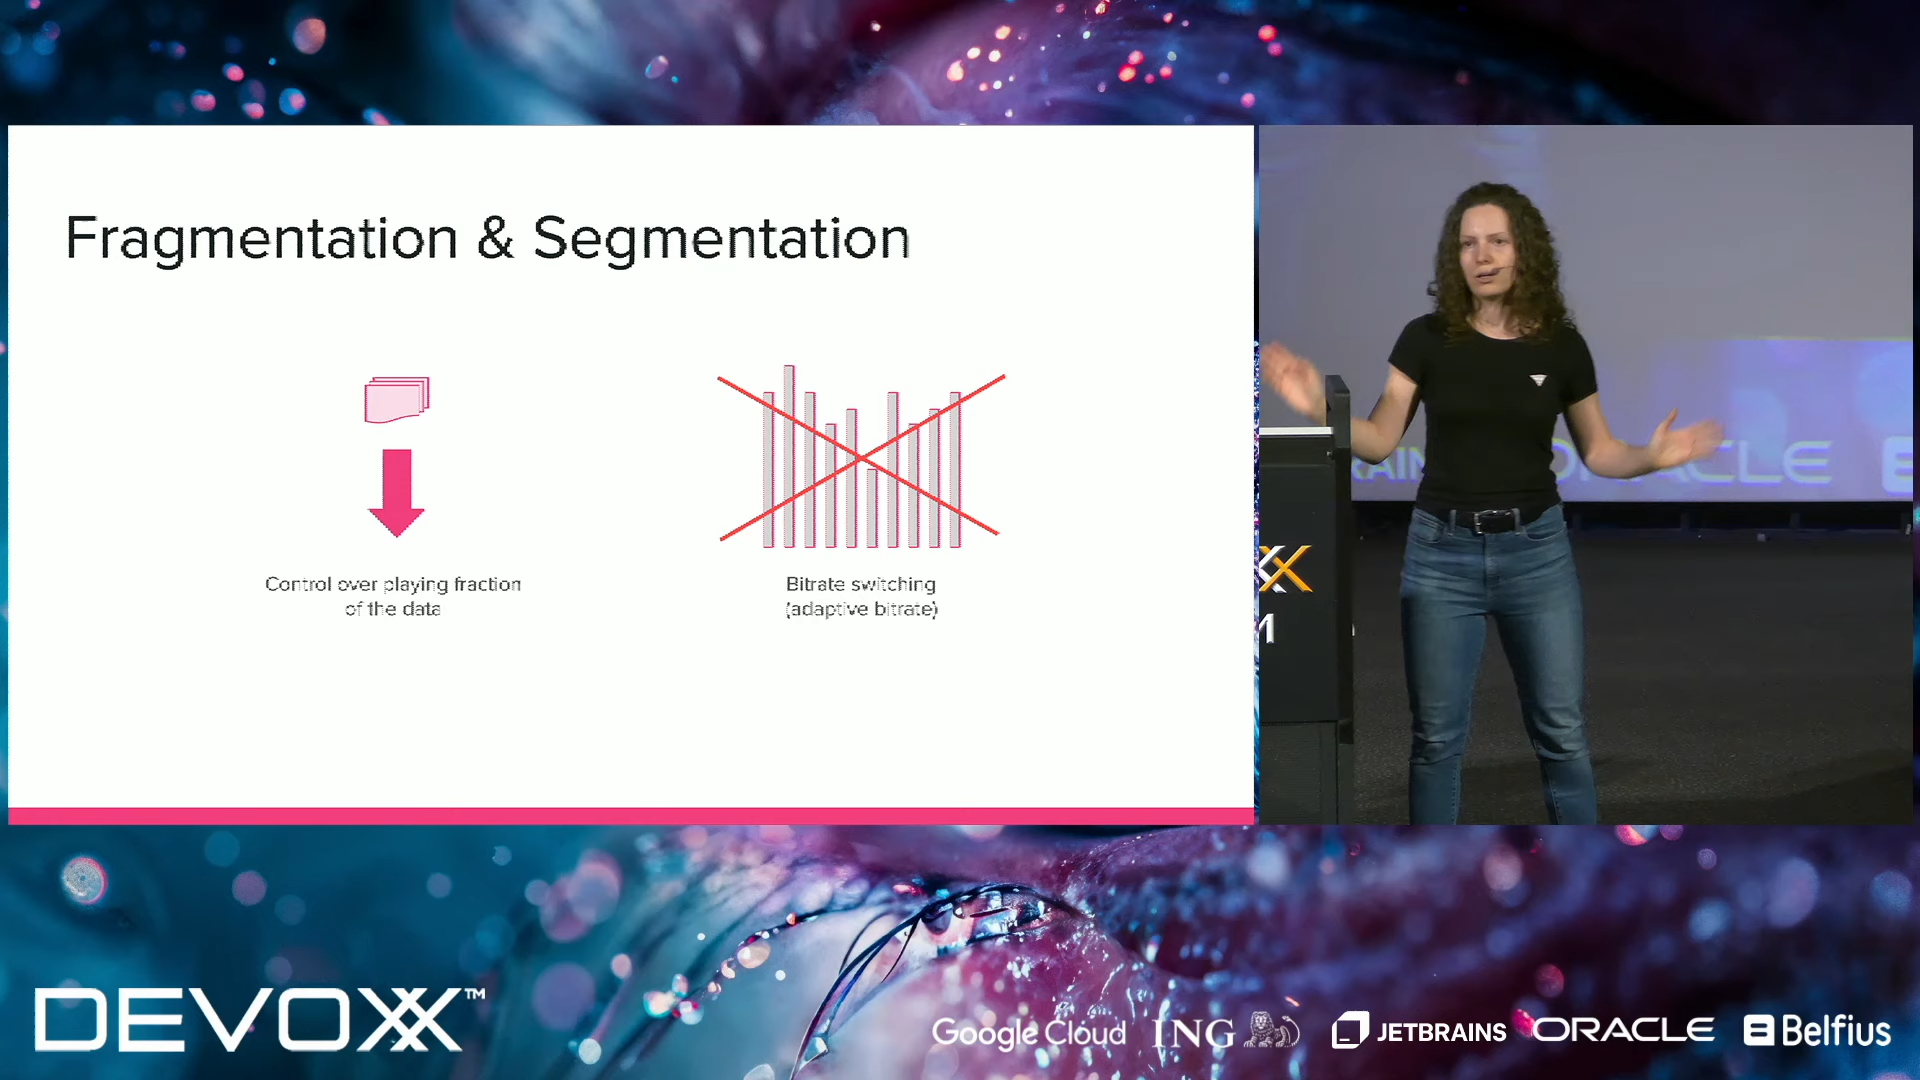 Fragmentation & Segmentation
Control over playing fraction
of the data
Bitrate switching
(adaptive bitrate)
ORACLE
DEVOXX™
Google Cloud
ING
JETBRAINS
ORACLE
Belfius